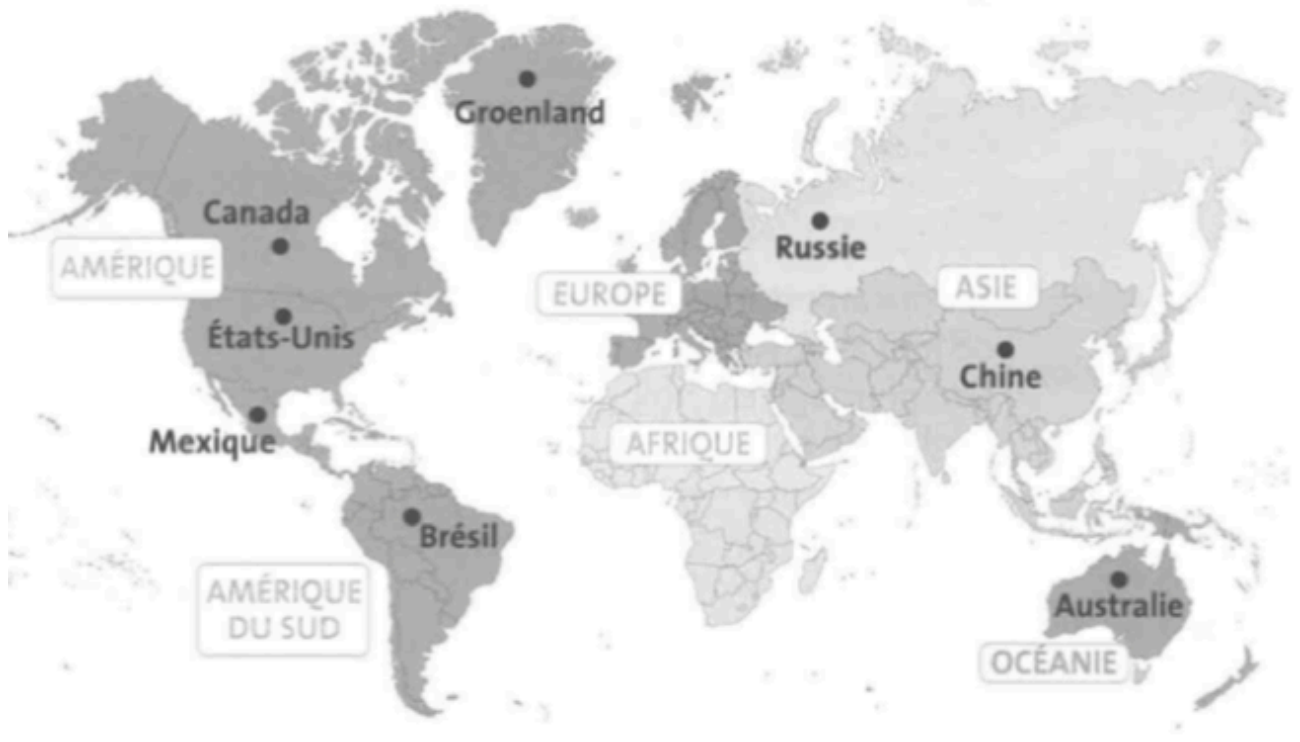 Groenland
Canada
AMÉRIQUE
Russie
EUROPE
ASIE
États-Unis
Chine
Mexique
AFRIQUE
Brésil
AMÉRIQUE
DU SUD
Australie
OCÉANIE